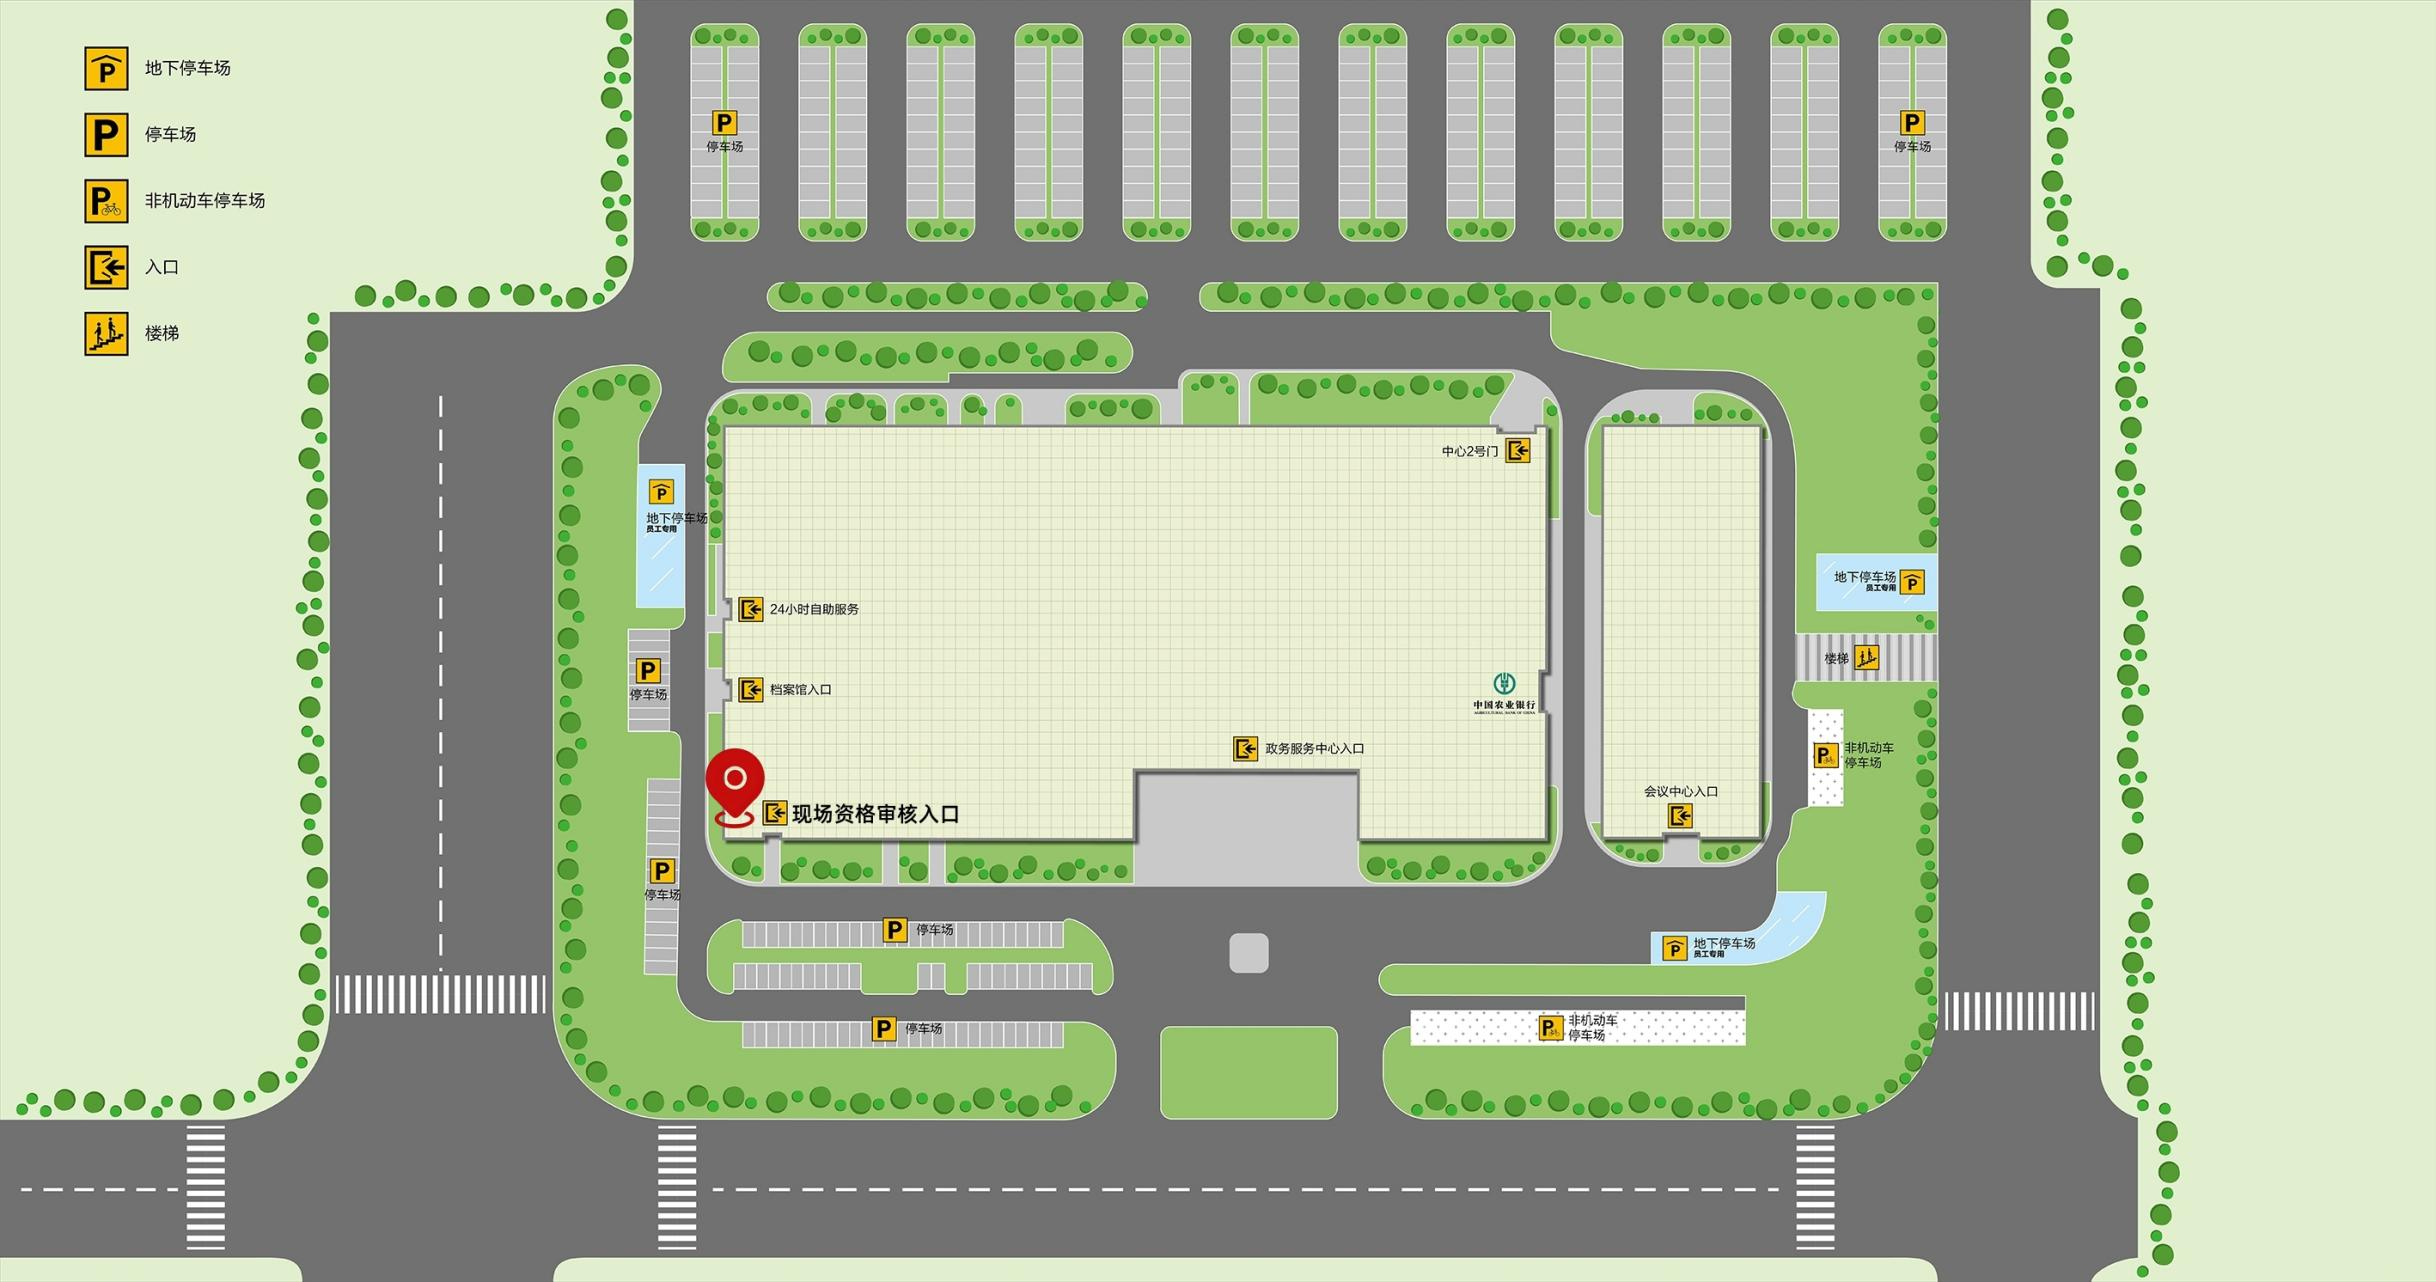 地下停车场
停车场
非机动车停车场
入口
楼梯
P
停车场
P
停车场
中心2号门
地下停车场
员工专用
24小时自助服务
档案馆入口
中国农业银行
AGRICULTURAL BANK OF CHINA
政务服务中心入口
现场资格审核入口
会议中心入口
地下停车场
员工专用
楼梯
非机动车
停车场
P
停车场
P
停车场
P 停车场
P 停车场
地下停车场
员工专用
非机动车
停车场